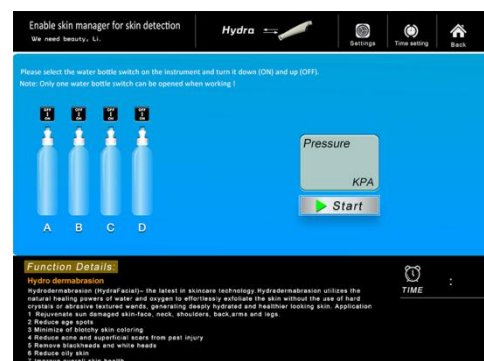 Enable skin manager for skin detection
We need beauty, Li.
Hydra
Settings
Time setting
Back
Please select the water bottle switch on the instrument and turn it down (ON) and up (OFF).
Note: Only one water bottle switch can be opened when working !
OFF OFF OFF OFF
I I I I
ON ON ON ON
Pressure
KPA
Start
A B C D
Function Details:
Hydro dermabrasion
Hydrodermabrasion (HydraFacial)– the latest in skincare technology. Hydradermabrasion utilizes the
natural healing powers of water and oxygen to effortlessly exfoliate the skin without the use of hard
crystals or abrasive textured wands, generating deeply hydrated and healthier looking skin. Application
1 Rejuvenate sun damaged skin-face, neck, shoulders, back,arms and legs.
2 Reduce age spots
3 Minimize of blotchy skin coloring
4 Reduce acne and superficial scars from past injury
5 Remove blackheads and white heads
6 Reduce oily skin
7 Improve overall skin health
TIME :